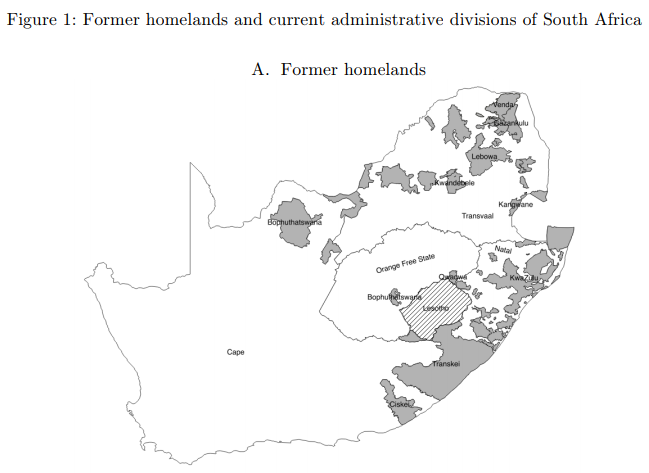 Figure 1: Former homelands and current administrative divisions of South Africa
A. Former homelands
Venda
Gazankulu
Lebowa
Kwandebele
Kangwane
Transvaal
Bophuthatswana
Natal
Orange Free State
Qwaqwa
KwaZulu
Bophuthatswana
Lesotho
Cape
Transkei
Ciskei